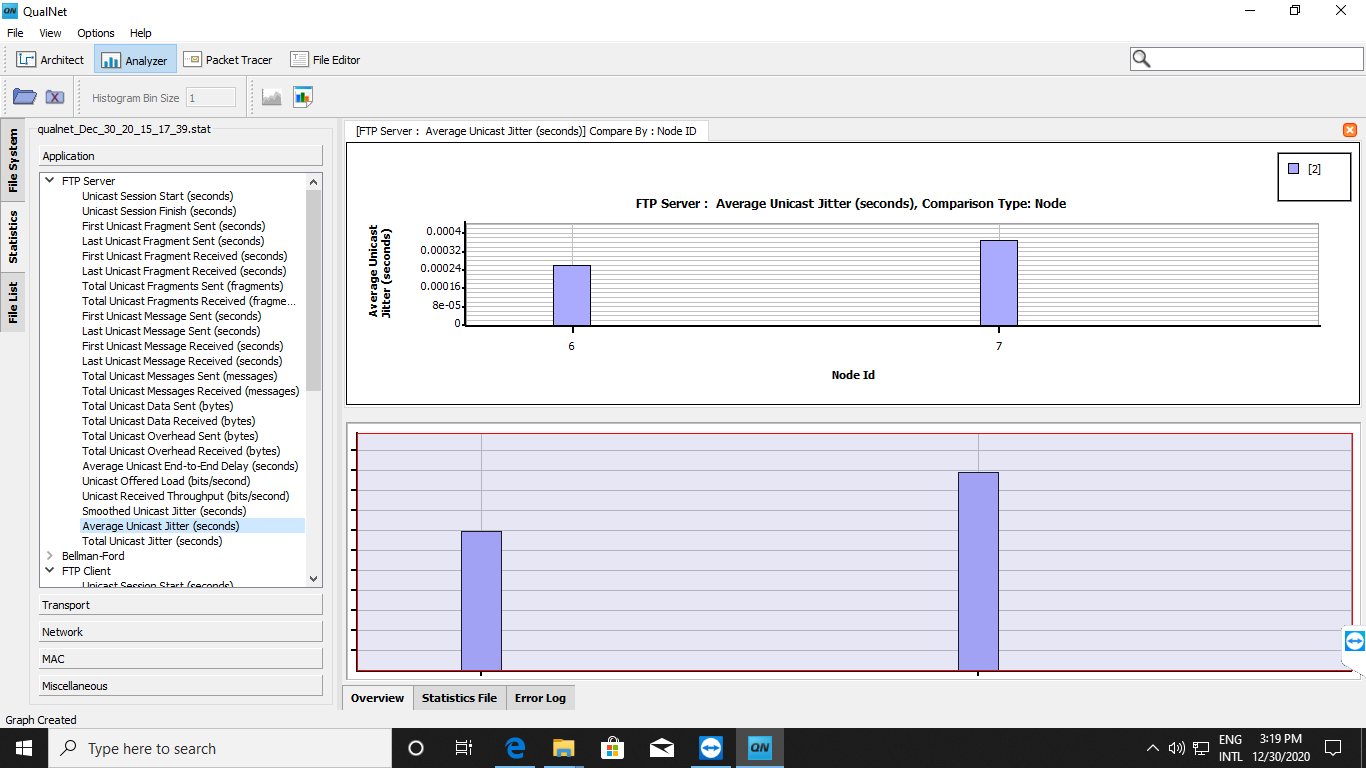 QN QualNet
File View Options Help
Architect Analyzer Packet Tracer File Editor
Histogram Bin Size 1
File System
Statistics
File List
qualnet_Dec_30_20_15_17_39.stat
Application
FTP Server
Unicast Session Start (seconds)
Unicast Session Finish (seconds)
First Unicast Fragment Sent (seconds)
Last Unicast Fragment Sent (seconds)
First Unicast Fragment Received (seconds)
Last Unicast Fragment Received (seconds)
Total Unicast Fragments Sent (fragments)
Total Unicast Fragments Received (fragme...
First Unicast Message Sent (seconds)
Last Unicast Message Sent (seconds)
First Unicast Message Received (seconds)
Last Unicast Message Received (seconds)
Total Unicast Messages Sent (messages)
Total Unicast Messages Received (messages)
Total Unicast Data Sent (bytes)
Total Unicast Data Received (bytes)
Total Unicast Overhead Sent (bytes)
Total Unicast Overhead Received (bytes)
Average Unicast End-to-End Delay (seconds)
Unicast Offered Load (bits/second)
Unicast Received Throughput (bits/second)
Smoothed Unicast Jitter (seconds)
Average Unicast Jitter (seconds)
Total Unicast Jitter (seconds)
Bellman-Ford
FTP Client
Unicast Session Start (seconds)
Transport
Network
MAC
Miscellaneous
[FTP Server : Average Unicast Jitter (seconds)] Compare By : Node ID
[2]
FTP Server : Average Unicast Jitter (seconds), Comparison Type: Node
Average Unicast
Jitter (seconds)
0.0004
0.00032
0.00024
0.00016
8e-05
0
6 7
Node Id
Overview Statistics File Error Log
Graph Created
Type here to search
QN
ENG
INTL
3:19 PM
12/30/2020